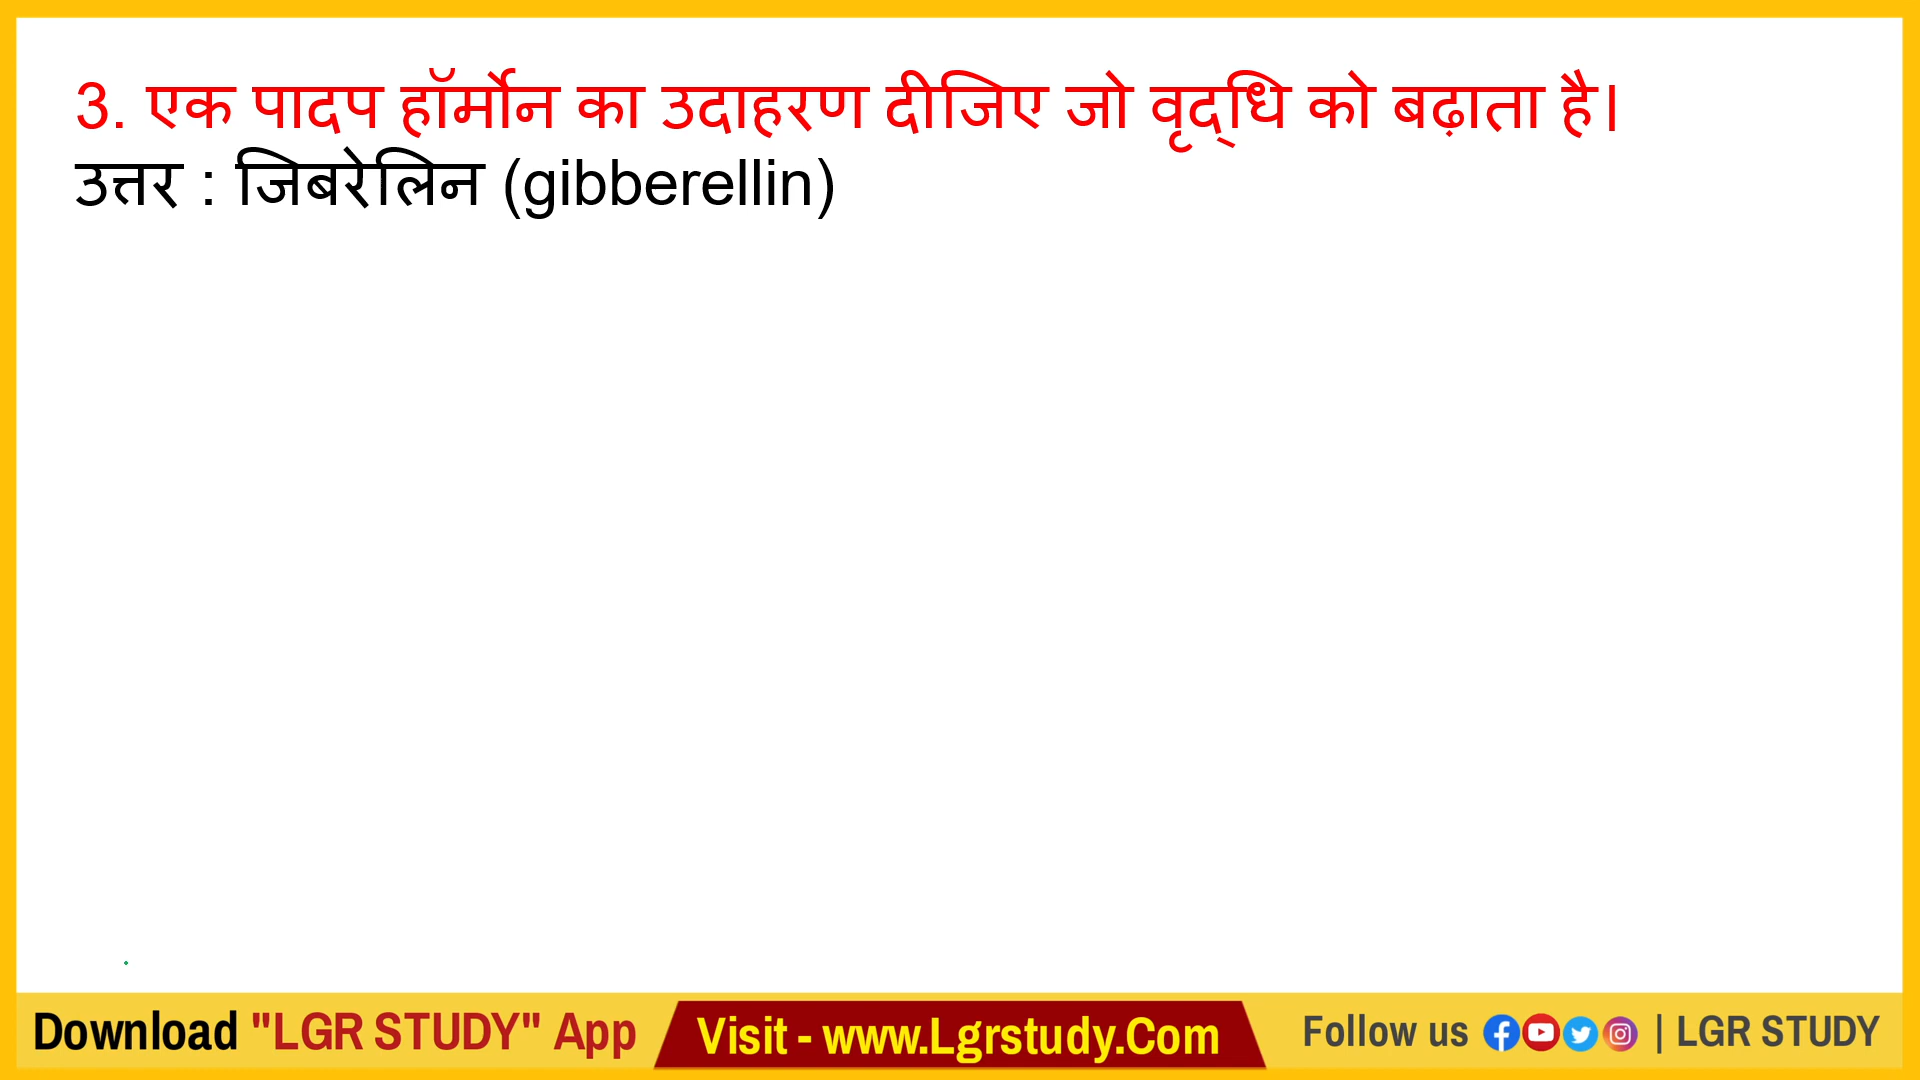 3. एक पादप हॉर्मोन का उदाहरण दीजिए जो वृद्धि को बढ़ाता है।
उत्तर : जिबरेलिन (gibberellin)
Download "LGR STUDY" App Visit - www.Lgrstudy.Com Follow us | LGR STUDY